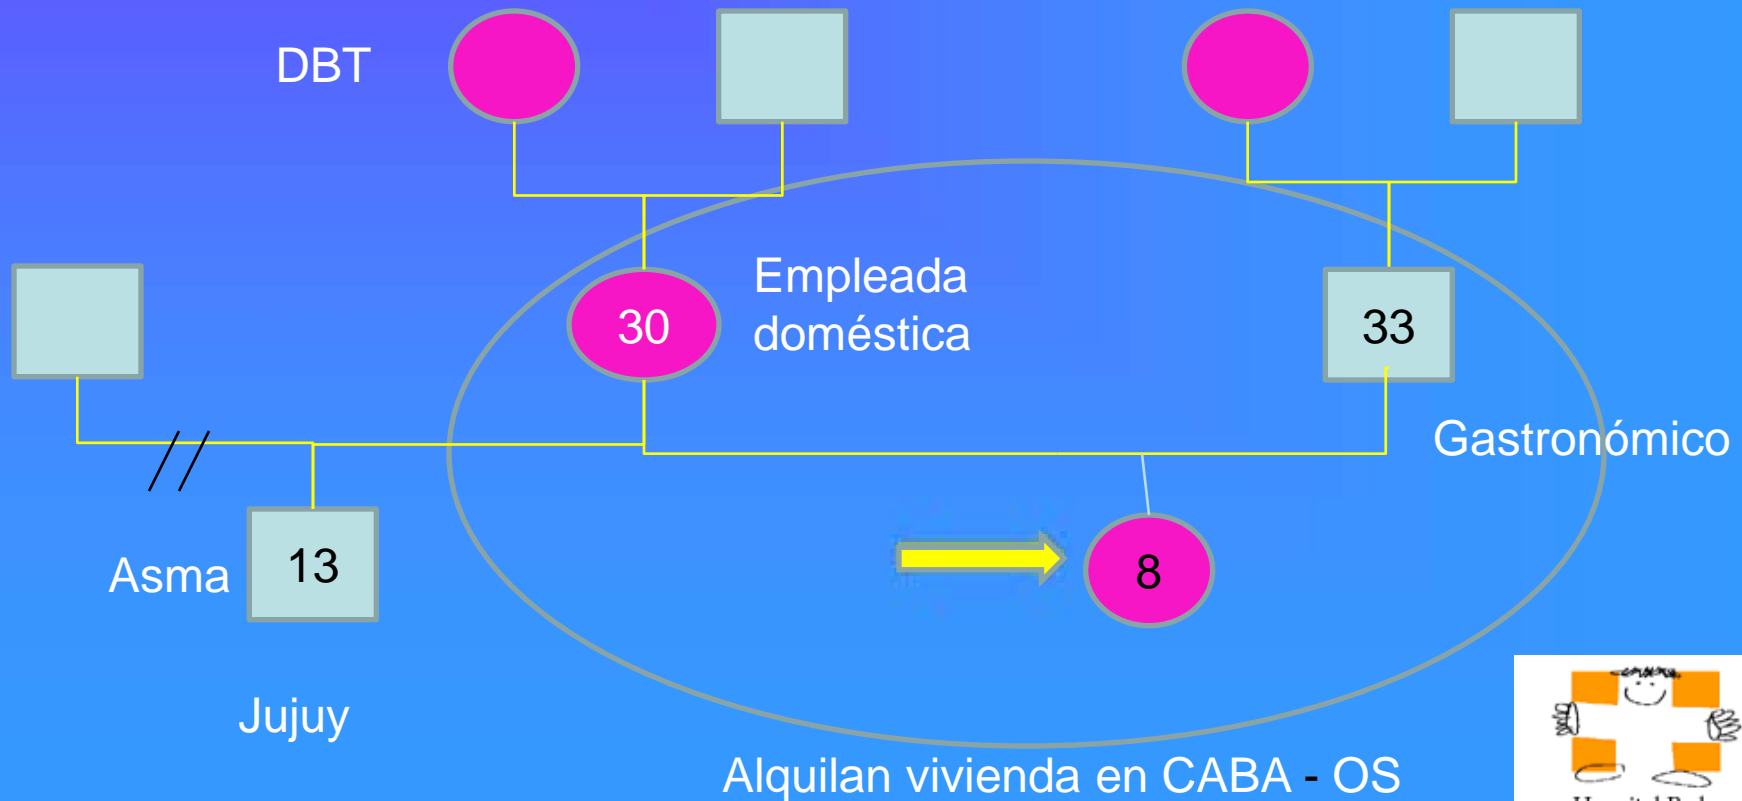 DBT
Empleada
doméstica
30
33
Gastronómico
Asma
13
8
Jujuy
Alquilan vivienda en CABA - OS